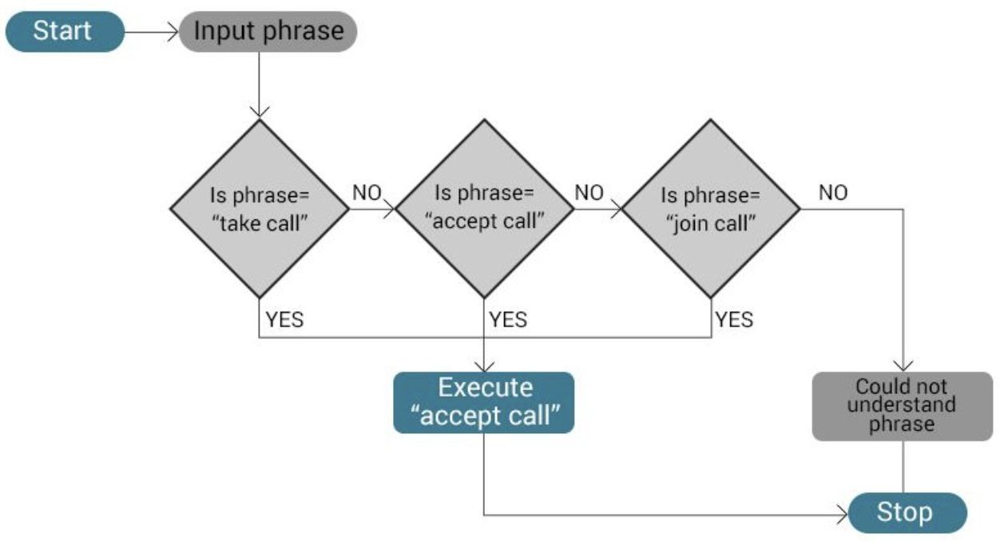 Start
Input phrase
Is phrase=
“take call”
NO
Is phrase=
“accept call”
NO
Is phrase=
“join call”
NO
YES
YES
YES
Execute
“accept call”
Could not
understand
phrase
Stop